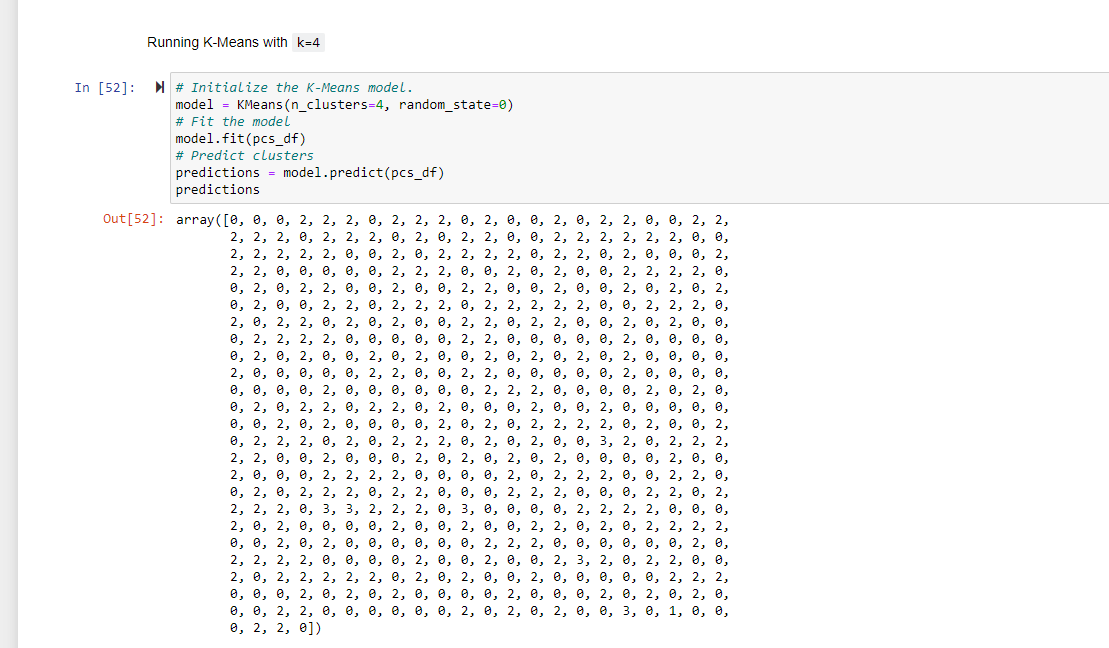 Running K-Means with k=4
In [52]:
# Initialize the K-Means model.
model = KMeans(n_clusters=4, random_state=0)
# Fit the model
model.fit(pcs_df)
# Predict clusters
predictions = model.predict(pcs_df)
predictions
Out[52]: array([0, 0, 0, 2, 2, 2, 0, 2, 2, 2, 0, 2, 0, 0, 2, 0, 2, 2, 0, 0, 2, 2,
2, 2, 2, 0, 2, 2, 2, 0, 2, 0, 2, 2, 0, 0, 2, 2, 2, 2, 2, 2, 0, 0,
2, 2, 2, 2, 2, 0, 0, 2, 0, 2, 2, 2, 2, 0, 2, 2, 0, 2, 0, 0, 0, 2,
2, 2, 0, 0, 0, 0, 0, 2, 2, 2, 0, 0, 2, 0, 2, 0, 0, 2, 2, 2, 2, 0,
0, 2, 0, 2, 2, 0, 0, 2, 0, 0, 2, 2, 0, 0, 2, 0, 0, 2, 0, 2, 0, 2,
0, 2, 0, 0, 2, 2, 0, 2, 2, 2, 0, 2, 2, 2, 2, 2, 0, 0, 2, 2, 2, 0,
2, 0, 2, 2, 0, 2, 0, 2, 0, 0, 2, 2, 0, 2, 2, 0, 0, 2, 0, 2, 0, 0,
0, 2, 2, 2, 2, 0, 0, 0, 0, 0, 2, 2, 0, 0, 0, 0, 0, 2, 0, 0, 0, 0,
0, 2, 0, 2, 0, 0, 2, 0, 2, 0, 0, 2, 0, 2, 0, 2, 0, 2, 0, 0, 0, 0,
2, 0, 0, 0, 0, 0, 2, 2, 0, 0, 2, 2, 0, 0, 0, 0, 0, 2, 0, 0, 0, 0,
0, 0, 0, 0, 2, 0, 0, 0, 0, 0, 0, 2, 2, 2, 0, 0, 0, 0, 2, 0, 2, 0,
0, 2, 0, 2, 2, 0, 2, 2, 0, 2, 0, 0, 0, 2, 0, 0, 2, 0, 0, 0, 0, 0,
0, 0, 2, 0, 2, 0, 0, 0, 0, 2, 0, 2, 0, 2, 2, 2, 2, 0, 2, 0, 0, 2,
0, 2, 2, 2, 0, 2, 0, 2, 2, 2, 0, 2, 0, 2, 0, 0, 3, 2, 0, 2, 2, 2,
2, 2, 0, 0, 2, 0, 0, 0, 2, 0, 2, 0, 2, 0, 2, 0, 0, 0, 0, 2, 0, 0,
2, 0, 0, 0, 2, 2, 2, 2, 0, 0, 0, 0, 2, 0, 2, 2, 2, 0, 0, 2, 2, 0,
0, 2, 0, 2, 2, 2, 0, 2, 2, 0, 0, 0, 2, 2, 2, 0, 0, 0, 2, 2, 0, 2,
2, 2, 2, 0, 3, 3, 2, 2, 2, 0, 3, 0, 0, 0, 0, 2, 2, 2, 2, 0, 0, 0,
2, 0, 2, 0, 0, 0, 0, 2, 0, 0, 2, 0, 0, 2, 2, 0, 2, 0, 2, 2, 2, 2,
0, 0, 2, 0, 2, 0, 0, 0, 0, 0, 0, 2, 2, 2, 0, 0, 0, 0, 0, 0, 2, 0,
2, 2, 2, 2, 0, 0, 0, 0, 2, 0, 0, 2, 0, 0, 2, 3, 2, 0, 2, 2, 0, 0,
2, 0, 2, 2, 2, 2, 2, 0, 2, 0, 2, 0, 0, 2, 0, 0, 0, 0, 0, 2, 2, 2,
0, 0, 0, 2, 0, 2, 0, 2, 0, 0, 0, 0, 2, 0, 0, 0, 2, 0, 2, 0, 2, 0,
0, 0, 2, 2, 0, 0, 0, 0, 0, 0, 2, 0, 2, 0, 2, 0, 0, 3, 0, 1, 0, 0,
0, 2, 2, 0])